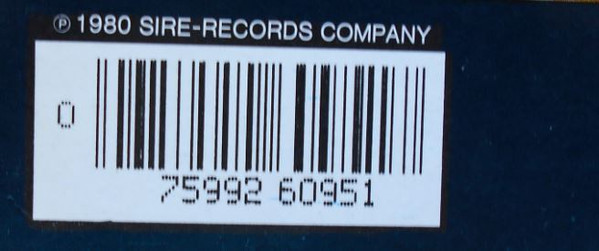 ℗ 1980 SIRE-RECORDS COMPANY
0
75992 60951